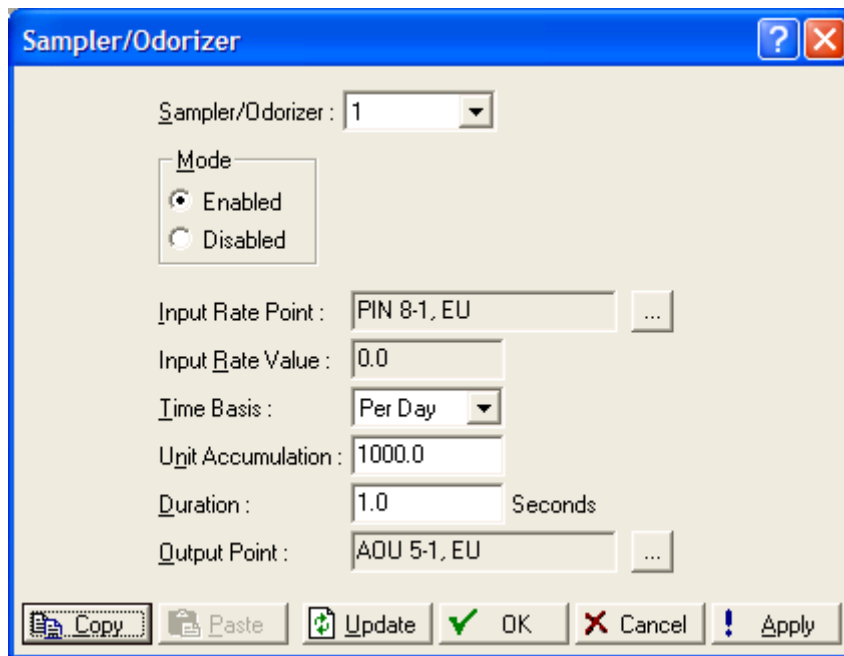 Sampler/Odorizer
Sampler/Odorizer : 1
Mode
Enabled
Disabled
Input Rate Point : PIN 8-1, EU ...
Input Rate Value : 0.0
Time Basis : Per Day
Unit Accumulation : 1000.0
Duration : 1.0 Seconds
Output Point : AOU 5-1, EU ...
Copy Paste Update OK Cancel Apply